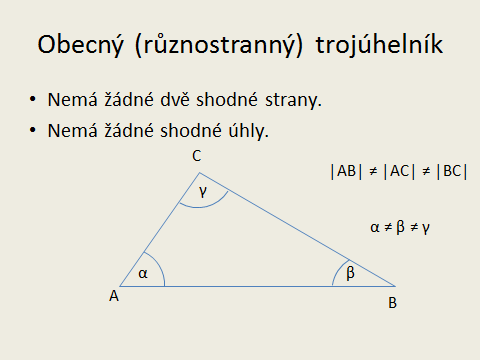 Obecný (různostranný) trojúhelník
• Nemá žádné dvě shodné strany.
• Nemá žádné shodné úhly.
C
|AB| ≠ |AC| ≠ |BC|
γ
α ≠ β ≠ γ
α
β
A
B